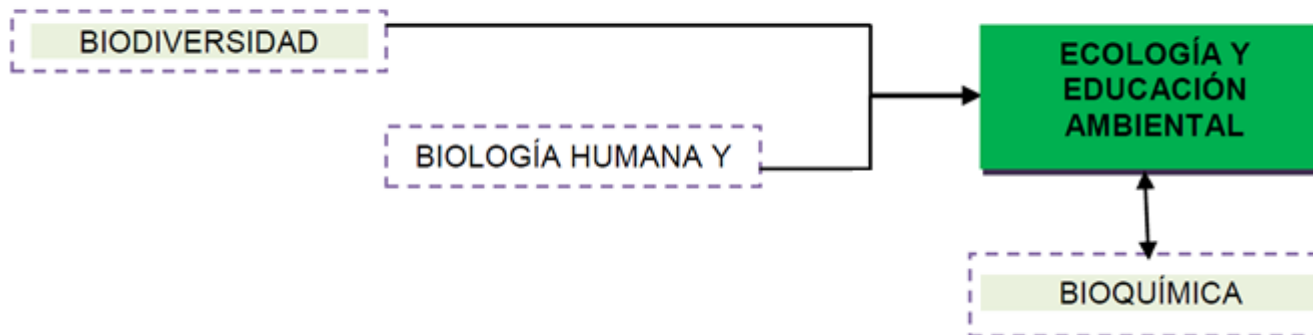 BIODIVERSIDAD
ECOLOGÍA Y
EDUCACIÓN
AMBIENTAL
BIOLOGÍA HUMANA Y
BIOQUÍMICA